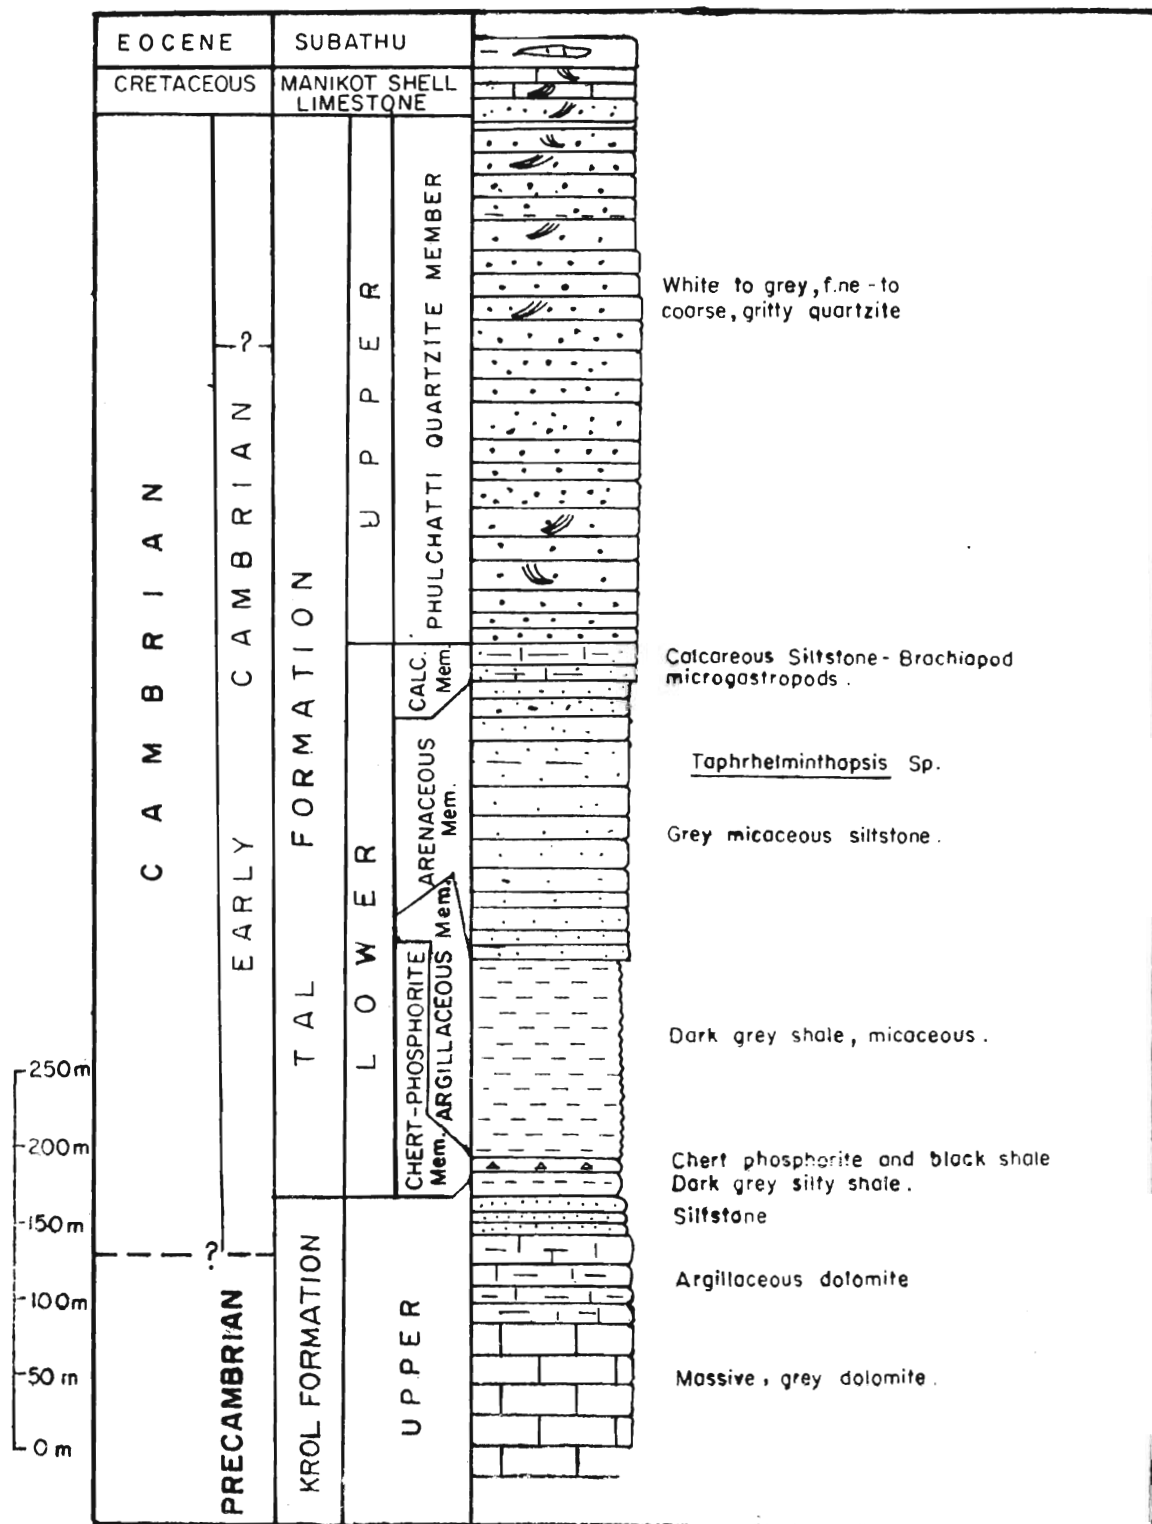 EOCENE
SUBATHU
CRETACEOUS
MANIKOT SHELL
LIMESTONE
CAMBRIAN
EARLY CAMBRIAN
?
TAL FORMATION
UPPER
PHULCHATTI QUARTZITE MEMBER
White to grey, f.ne - to
coarse, gritty quartzite
LOWER
CALC.
Mem.
Calcareous Siltstone - Brachiapod
microgastropods.
ARENACEOUS
Mem.
Taphrhelminthapsis Sp.
Grey micaceous siltstone.
ARGILLACEOUS Mem.
Dark grey shale, micaceous.
CHERT-PHOSPHORITE
Mem.
Chert phosphorite and black shale
Dark grey silty shale.
Siltstone
?
PRECAMBRIAN
KROL FORMATION
UPPER
Argillaceous dolomite
Massive, grey dolomite.
250m
200m
150m
100m
50 m
0 m